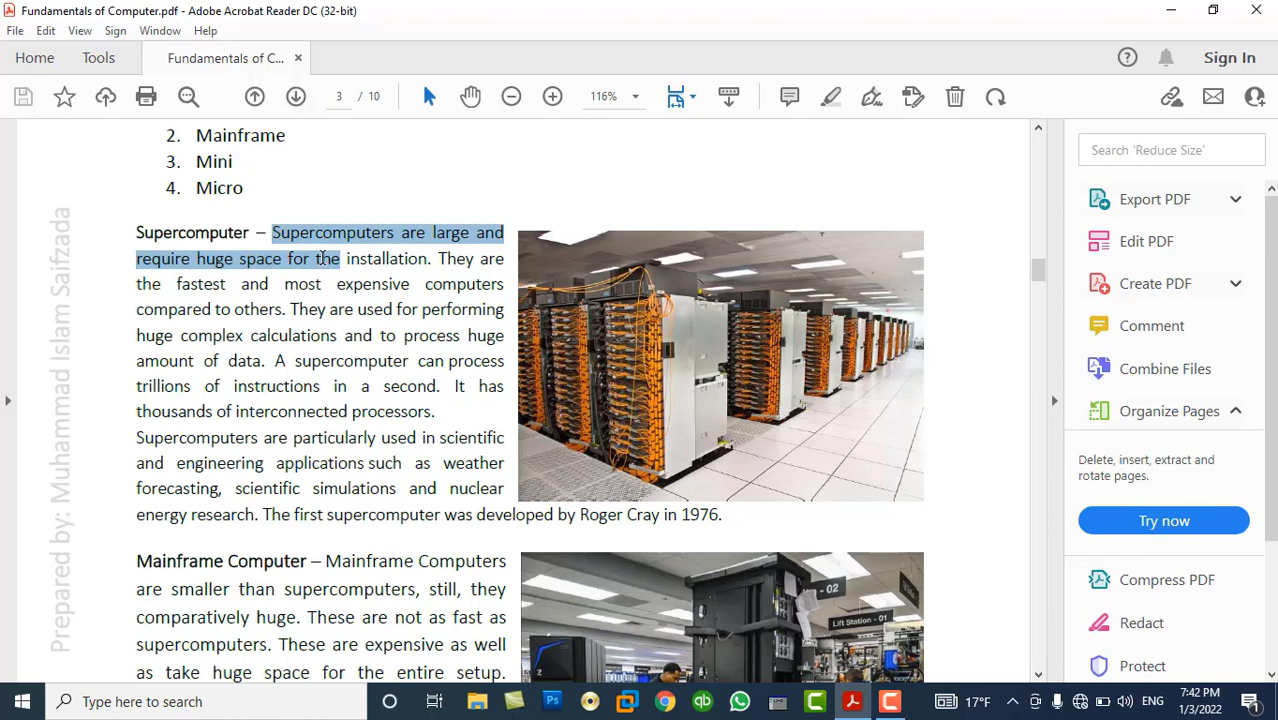 Fundamentals of Computer.pdf - Adobe Acrobat Reader DC (32-bit)
File Edit View Sign Window Help
Home Tools Fundamentals of C... × Sign In
3 / 10 116%
2. Mainframe
3. Mini
4. Micro
Supercomputer – Supercomputers are large and
require huge space for the installation. They are
the fastest and most expensive computers
compared to others. They are used for performing
huge complex calculations and to process huge
amount of data. A supercomputer can process
trillions of instructions in a second. It has
thousands of interconnected processors.
Supercomputers are particularly used in scientific
and engineering applications such as weather
forecasting, scientific simulations and nuclear
energy research. The first supercomputer was developed by Roger Cray in 1976.
Mainframe Computer – Mainframe Computers
are smaller than supercomputers, still, they
comparatively huge. These are not as fast as
supercomputers. These are expensive as well
as take huge space for the entire setup.
Prepared by: Muhammad Islam Saifzada
- 02
Lift Station - 01
Search 'Reduce Size'
Export PDF
Edit PDF
Create PDF
Comment
Combine Files
Organize Pages
Delete, insert, extract and
rotate pages.
Try now
Compress PDF
Redact
Protect
Type here to search
Ps
qb
17°F
ENG
7:42 PM
1/3/2022
1